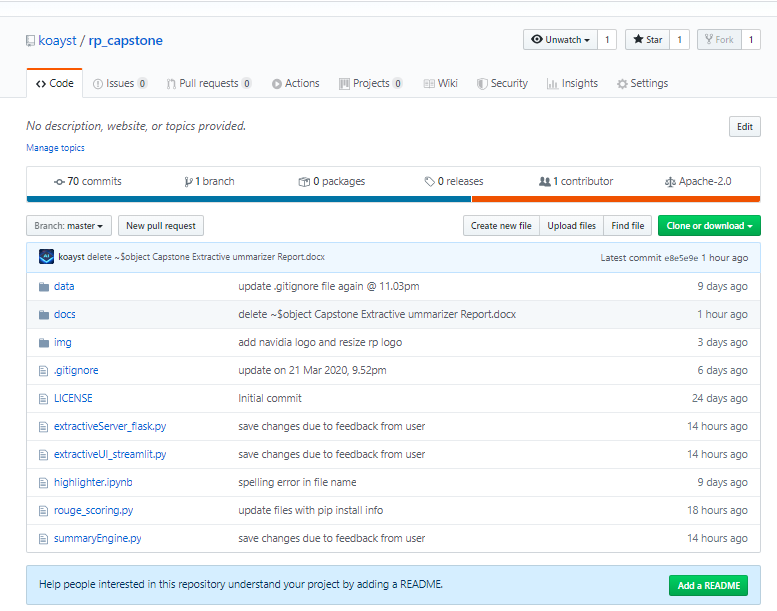 koayst / rp_capstone
Unwatch 1 Star 1 Fork 1
Code Issues 0 Pull requests 0 Actions Projects 0 Wiki Security Insights Settings
No description, website, or topics provided. Edit
Manage topics
70 commits 1 branch 0 packages 0 releases 1 contributor Apache-2.0
Branch: master New pull request Create new file Upload files Find file Clone or download
koayst delete ~$object Capstone Extractive ummarizer Report.docx Latest commit e8e5e9e 1 hour ago
data update .gitignore file again @ 11.03pm 9 days ago
docs delete ~$object Capstone Extractive ummarizer Report.docx 1 hour ago
img add navidia logo and resize rp logo 3 days ago
.gitignore update on 21 Mar 2020, 9.52pm 6 days ago
LICENSE Initial commit 24 days ago
extractiveServer_flask.py save changes due to feedback from user 14 hours ago
extractiveUI_streamlit.py save changes due to feedback from user 14 hours ago
highlighter.ipynb spelling error in file name 9 days ago
rouge_scoring.py update files with pip install info 18 hours ago
summaryEngine.py save changes due to feedback from user 14 hours ago
Help people interested in this repository understand your project by adding a README. Add a README